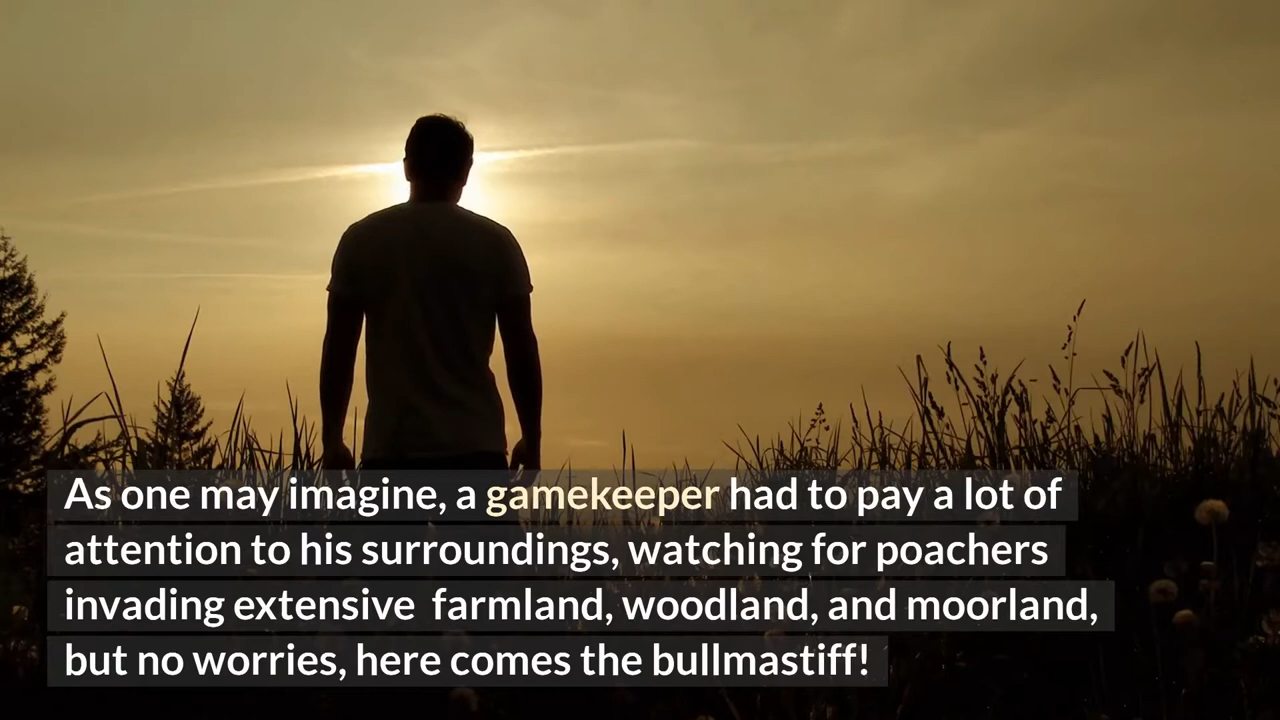 As one may imagine, a gamekeeper had to pay a lot of
attention to his surroundings, watching for poachers
invading extensive  farmland, woodland, and moorland,
but no worries, here comes the bullmastiff!